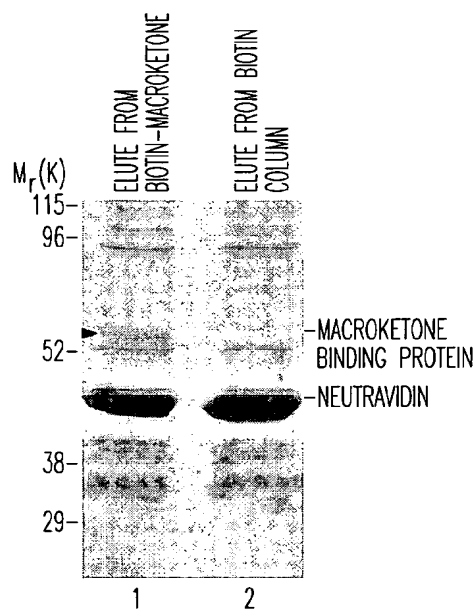 ELUTE FROM
BIOTIN-MACROKETONE
ELUTE FROM BIOTIN
COLUMN
Mr(K)
115-
96-
52-
38-
29-
-MACROKETONE
BINDING PROTEIN
-NEUTRAVIDIN
1
2